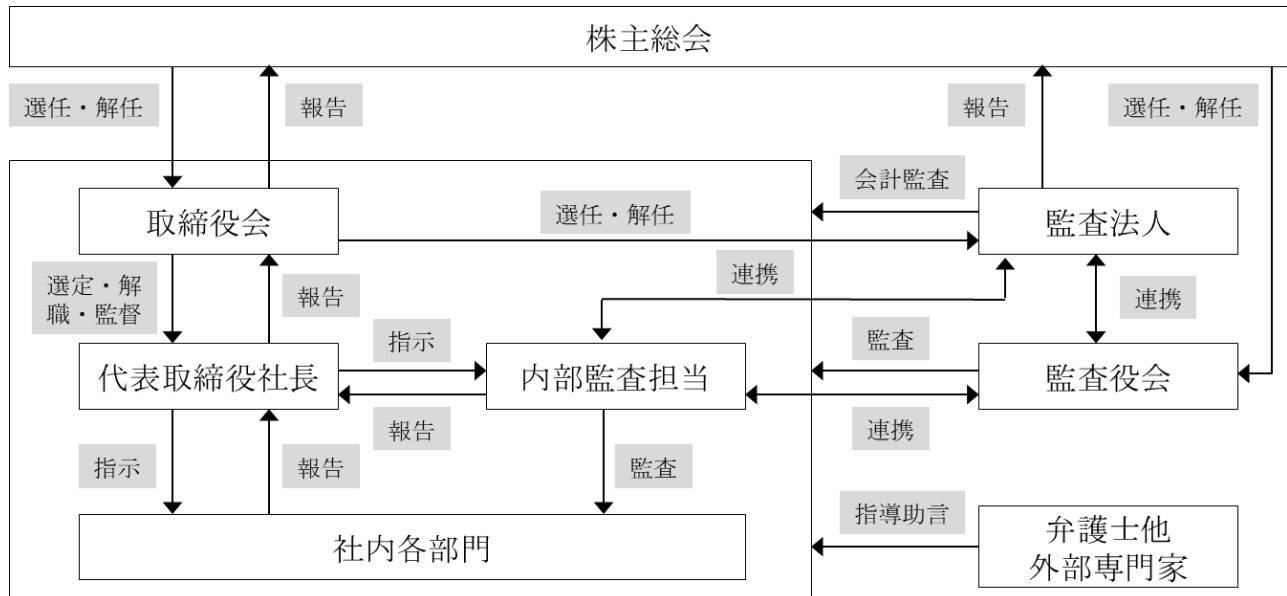 株主総会
選任・解任
報告
報告
選任・解任
会計監査
取締役会
選任・解任
監査法人
選定・解
職・監督
報告
連携
連携
指示
監査
代表取締役社長
内部監査担当
監査役会
報告
連携
指示
報告
監査
指導助言
社内各部門
弁護士他
外部専門家